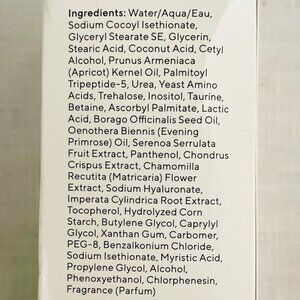 Ingredients: Water/Aqua/Eau,
Sodium Cocoyl Isethionate,
Glyceryl Stearate SE, Glycerin,
Stearic Acid, Coconut Acid, Cetyl
Alcohol, Prunus Armeniaca
(Apricot) Kernel Oil, Palmitoyl
Tripeptide-5, Urea, Yeast Amino
Acids, Trehalose, Inositol, Taurine,
Betaine, Ascorbyl Palmitate, Lactic
Acid, Borago Officinalis Seed Oil,
Oenothera Biennis (Evening
Primrose) Oil, Serenoa Serrulata
Fruit Extract, Panthenol, Chondrus
Crispus Extract, Chamomilla
Recutita (Matricaria) Flower
Extract, Sodium Hyaluronate,
Imperata Cylindrica Root Extract,
Tocopherol, Hydrolyzed Corn
Starch, Butylene Glycol, Caprylyl
Glycol, Xanthan Gum, Carbomer,
PEG-8, Benzalkonium Chloride,
Sodium Isethionate, Myristic Acid,
Propylene Glycol, Alcohol,
Phenoxyethanol, Chlorphenesin,
Fragrance (Parfum)